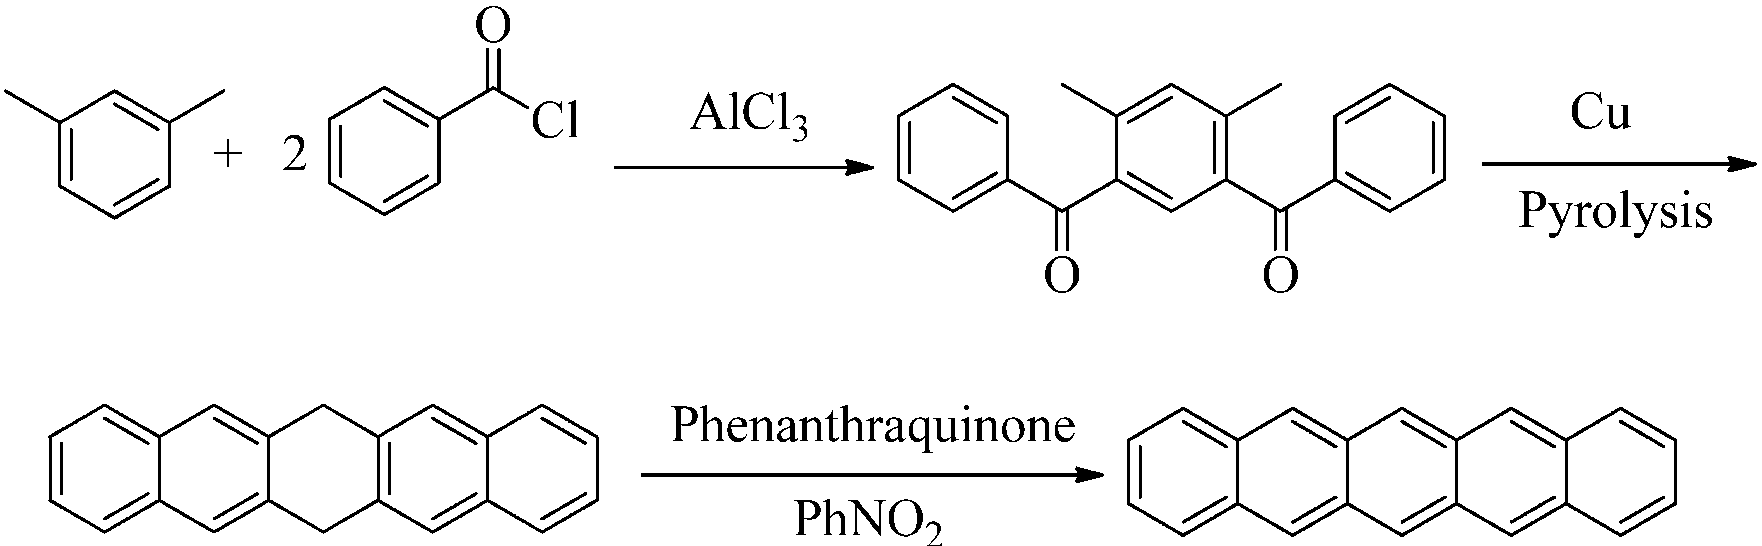 O
Cl
+ 2
AlCl3
O
O
Cu
Pyrolysis
Phenanthraquinone
PhNO2